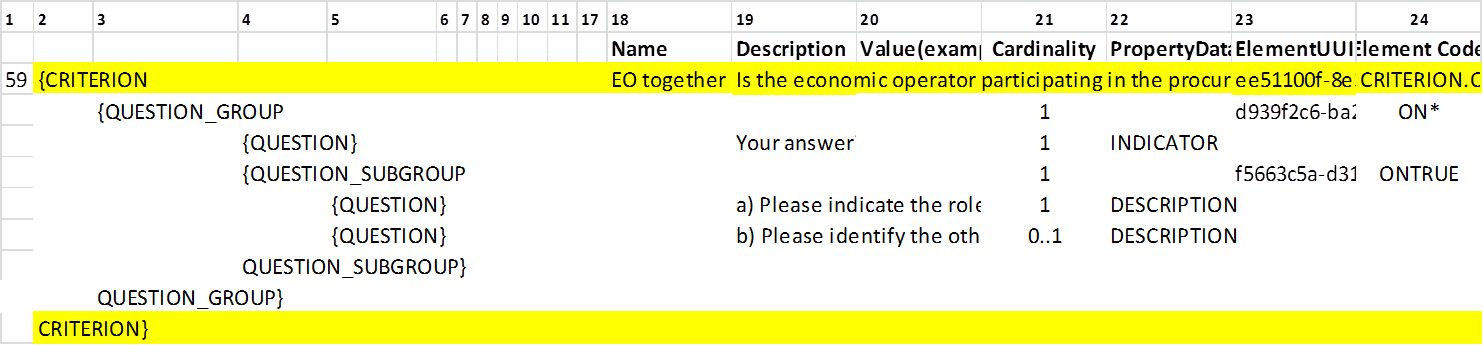 1 2 3 4 5 6 7 8 9 10 11 17 18 19 20 21 22 23 24
Name Description Value(examp Cardinality PropertyData ElementUUI Element Code
59 {CRITERION EO together Is the economic operator participating in the procur ee51100f-8e CRITERION.C
{QUESTION_GROUP 1 d939f2c6-ba2 ON*
{QUESTION} Your answer 1 INDICATOR
{QUESTION_SUBGROUP 1 f5663c5a-d31 ONTRUE
{QUESTION} a) Please indicate the role 1 DESCRIPTION
{QUESTION} b) Please identify the oth 0..1 DESCRIPTION
QUESTION_SUBGROUP}
QUESTION_GROUP}
CRITERION}